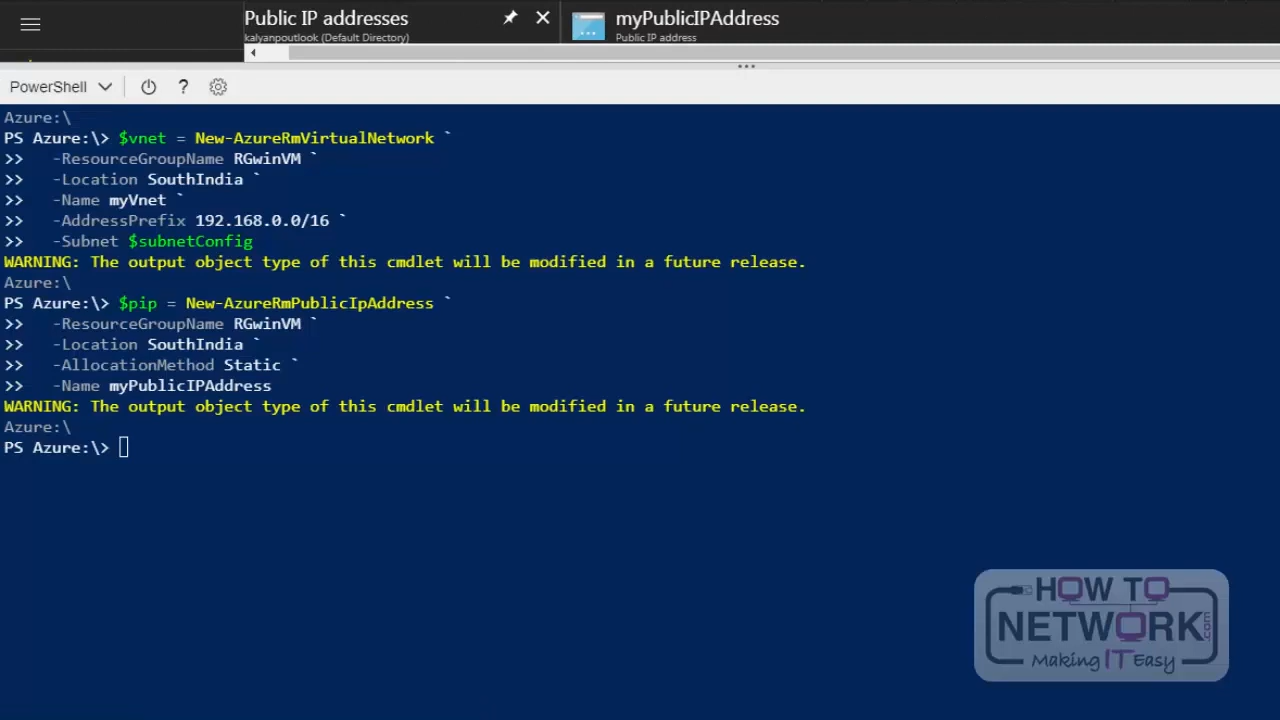 Public IP addresses
kalyanpoutlook (Default Directory)
myPublicIPAddress
Public IP address
PowerShell
?
Azure:\
PS Azure:\> $vnet = New-AzureRmVirtualNetwork `
>>   -ResourceGroupName RGwinVM `
>>   -Location SouthIndia `
>>   -Name myVnet `
>>   -AddressPrefix 192.168.0.0/16 `
>>   -Subnet $subnetConfig
WARNING: The output object type of this cmdlet will be modified in a future release.
Azure:\
PS Azure:\> $pip = New-AzureRmPublicIpAddress `
>>   -ResourceGroupName RGwinVM `
>>   -Location SouthIndia `
>>   -AllocationMethod Static `
>>   -Name myPublicIPAddress
WARNING: The output object type of this cmdlet will be modified in a future release.
Azure:\
PS Azure:\>
HOW TO
NETWORK.com
Making IT Easy